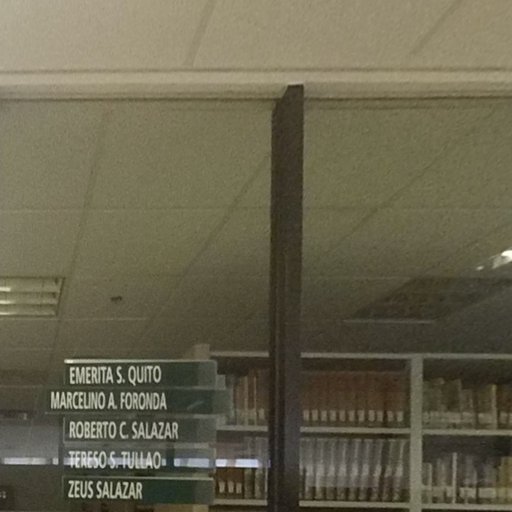 EMERITA S. QUITO
MARCELINO A. FORONDA
ROBERTO C. SALAZAR
TERESO S. TULLAO
ZEUS SALAZAR